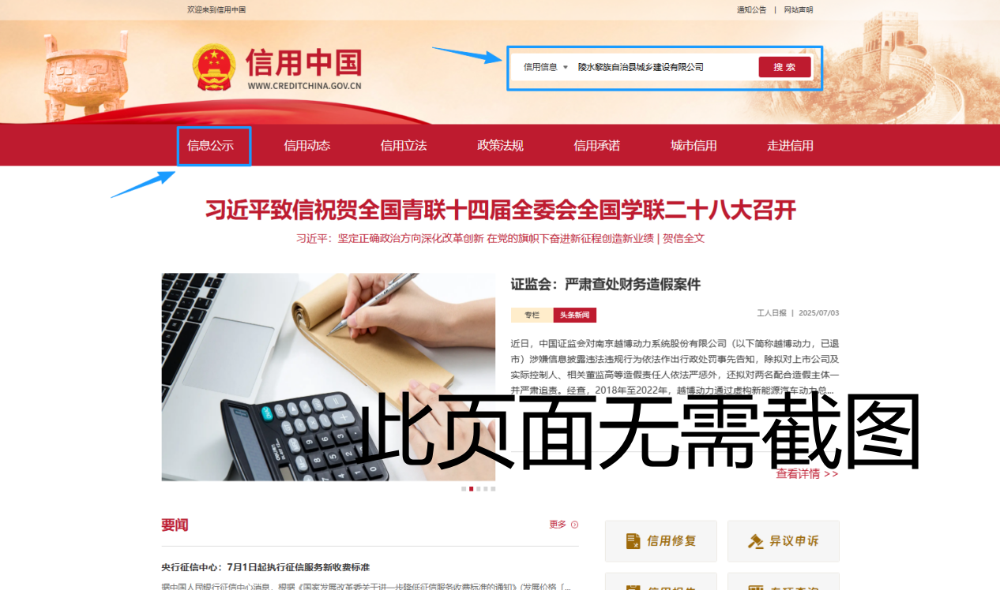 欢迎来到信用中国
通知公告 | 网站声明
信用中国
WWW.CREDITCHINA.GOV.CN
信用信息 陵水黎族自治县城乡建设有限公司 搜 索
信息公示 信用动态 信用立法 政策法规 信用承诺 城市信用 走进信用
习近平致信祝贺全国青联十四届全委会全国学联二十八大召开
习近平：坚定正确政治方向深化改革创新 在党的旗帜下奋进新征程创造新业绩 | 贺信全文
证监会：严肃查处财务造假案件
专栏 头条新闻
工人日报 | 2025/07/03
近日，中国证监会对南京越博动力系统股份有限公司（以下简称越博动力，已退
市）涉嫌信息披露违法违规行为依法作出行政处罚事先告知，除拟对上市公司及
实际控制人、相关董监高等造假责任人依法严惩外，还拟对两名配合造假主体一
并严肃追责。经查，2018年至2022年，越博动力通过虚构新能源汽车动力总...
此页面无需截图
查看详情 >>
要闻
更多
信用修复
异议申诉
央行征信中心：7月1日起执行征信服务新收费标准
据中国人民银行征信中心消息，根据《国家发展改革委关于进一步降低征信服务收费标准的通知》(发展价格〔...